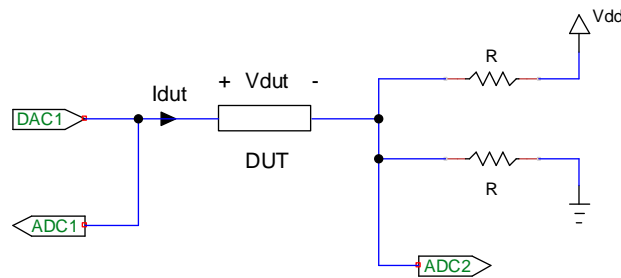 Vdd
R
+ Vdut -
Idut
DAC1
DUT
R
ADC1
ADC2